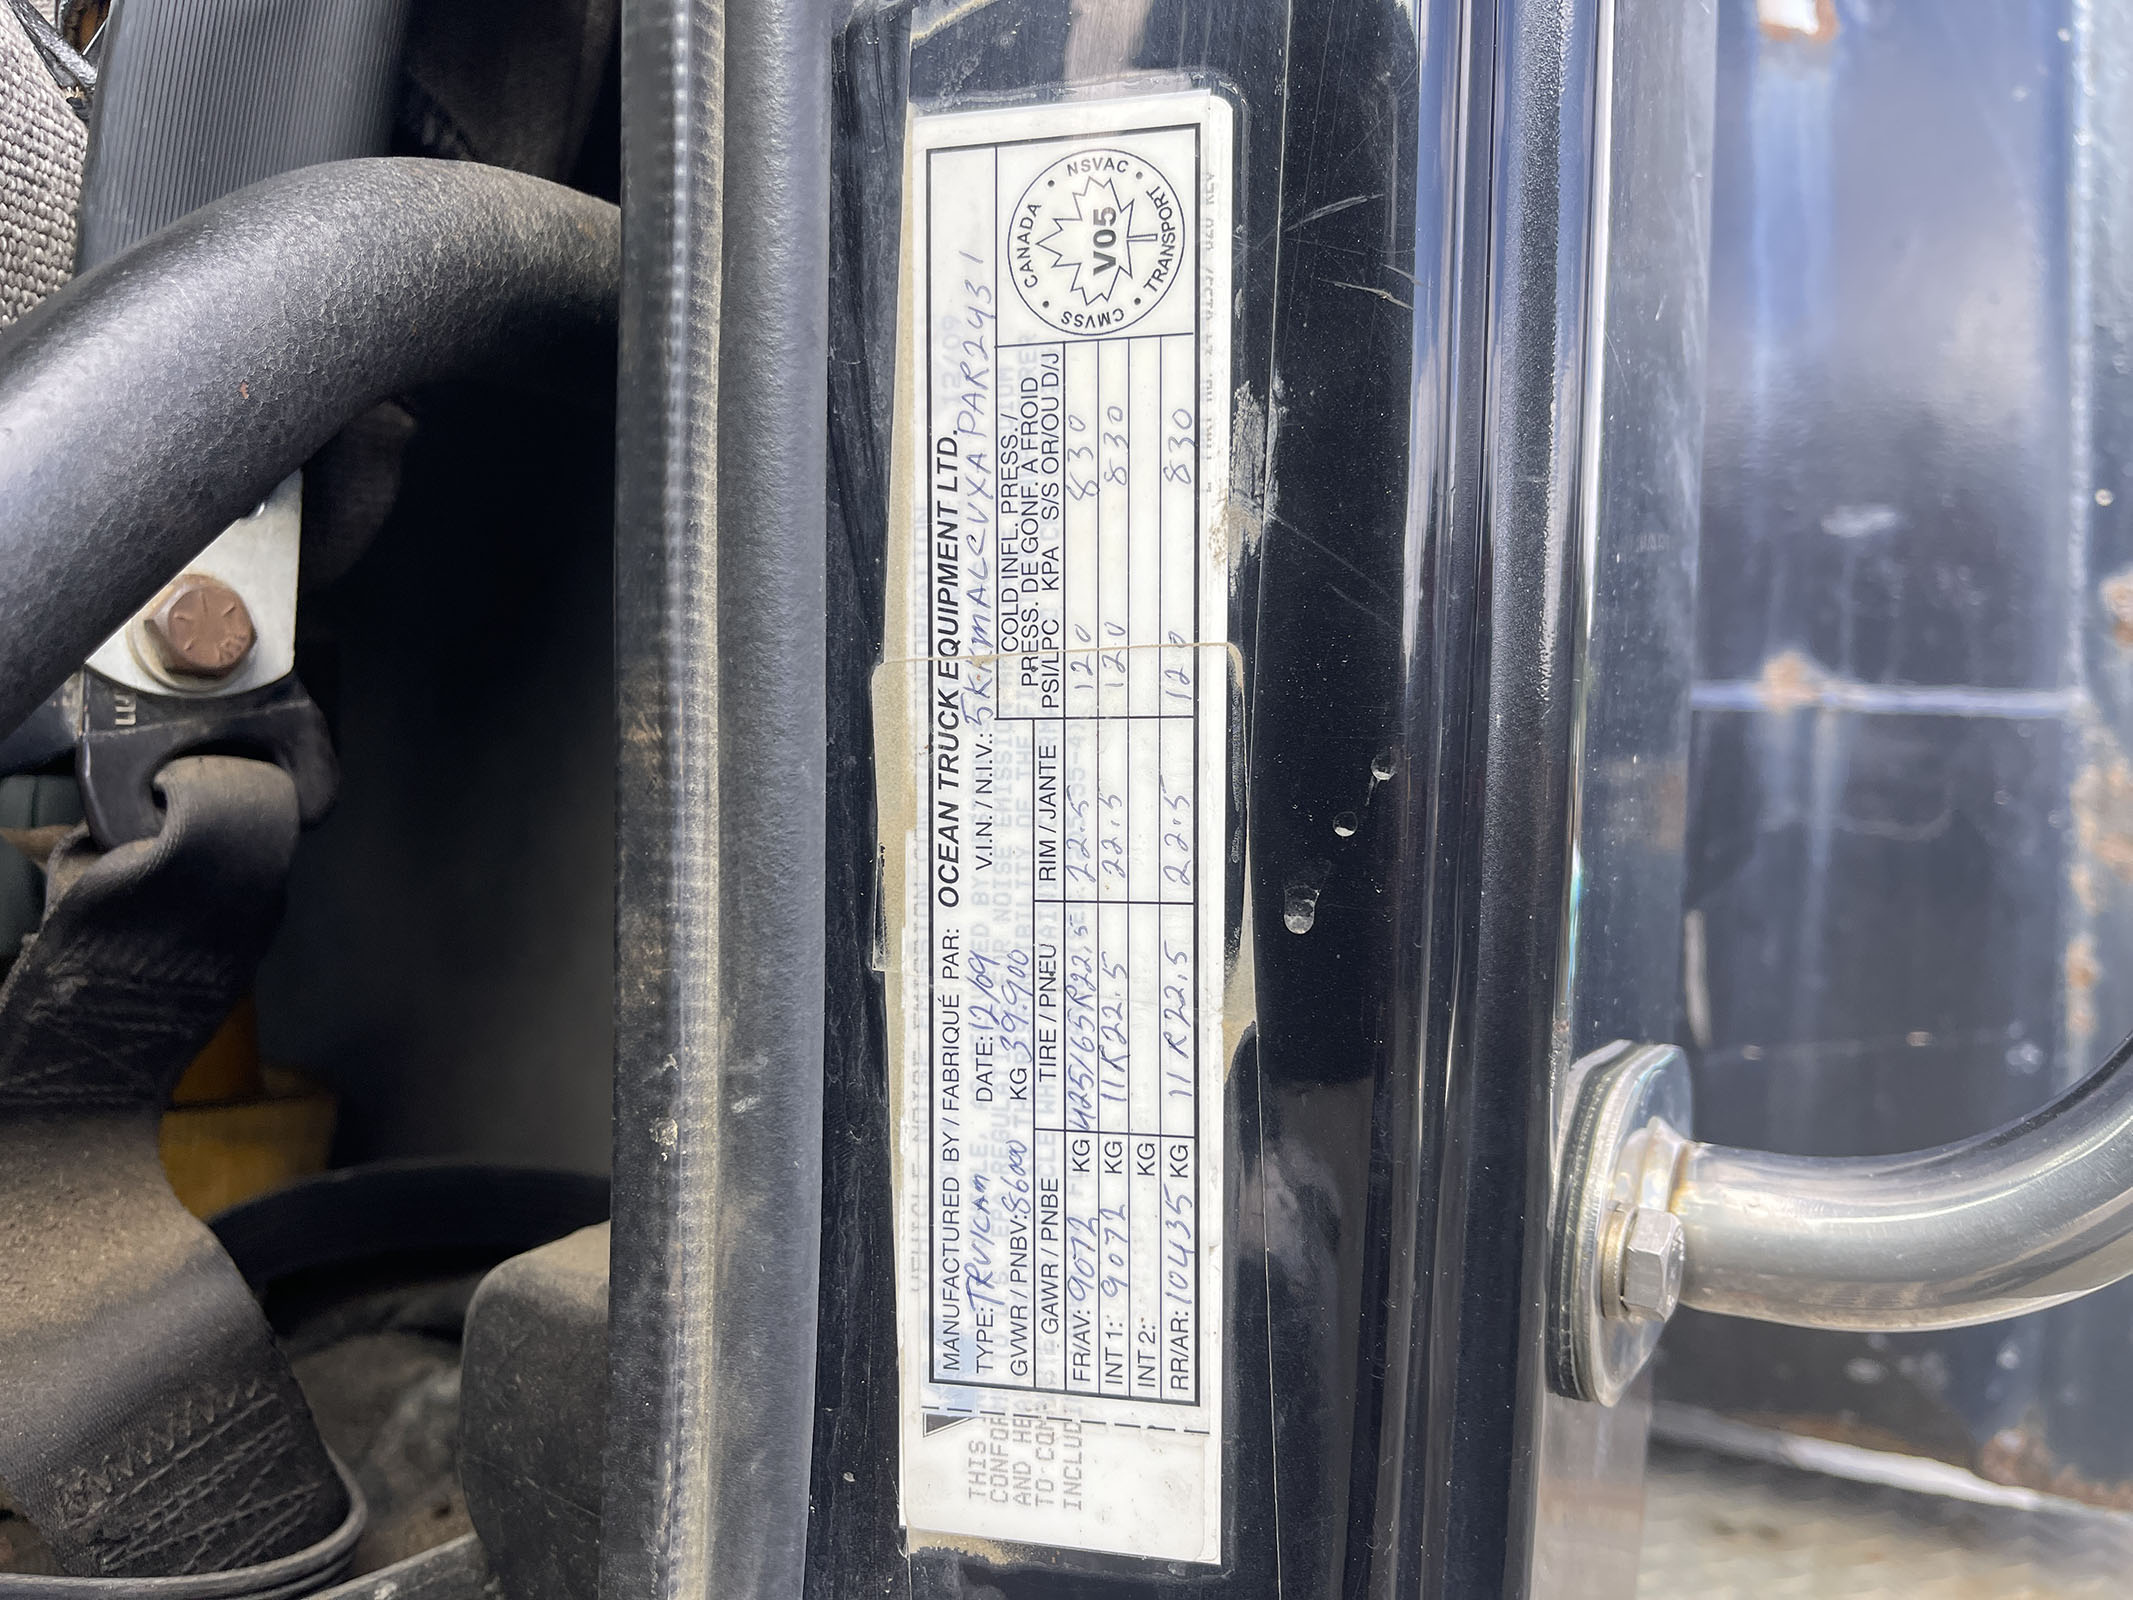 MANUFACTURED BY / FABRIQUÉ PAR: OCEAN TRUCK EQUIPMENT LTD.
TYPE: TRUICAM DATE: 12/09 V.I.N. / N.I.V.: 5KKMALCVXAPAR2431
GVWR / PNBV: 86000 KG 39.900
COLD INFL. PRESS. /
PRESS. DE GONF. À FROID
GAWR / PNBE TIRE / PNEU RIM / JANTE PSI/LPC KPA S/S OR/OU D/J
FR/AV: 9072 KG 425/65R22.5 22.5 120 830
INT 1: 9072 KG 11R22.5 22.5 120 830
INT 2: KG
RR/AR: 10435 KG 11R22.5 22.5 120 830
CANADA • NSVAC • TRANSPORT • CMVSS •
V05
THIS
CONFOR
AND HE
TO COM
INCLUDI